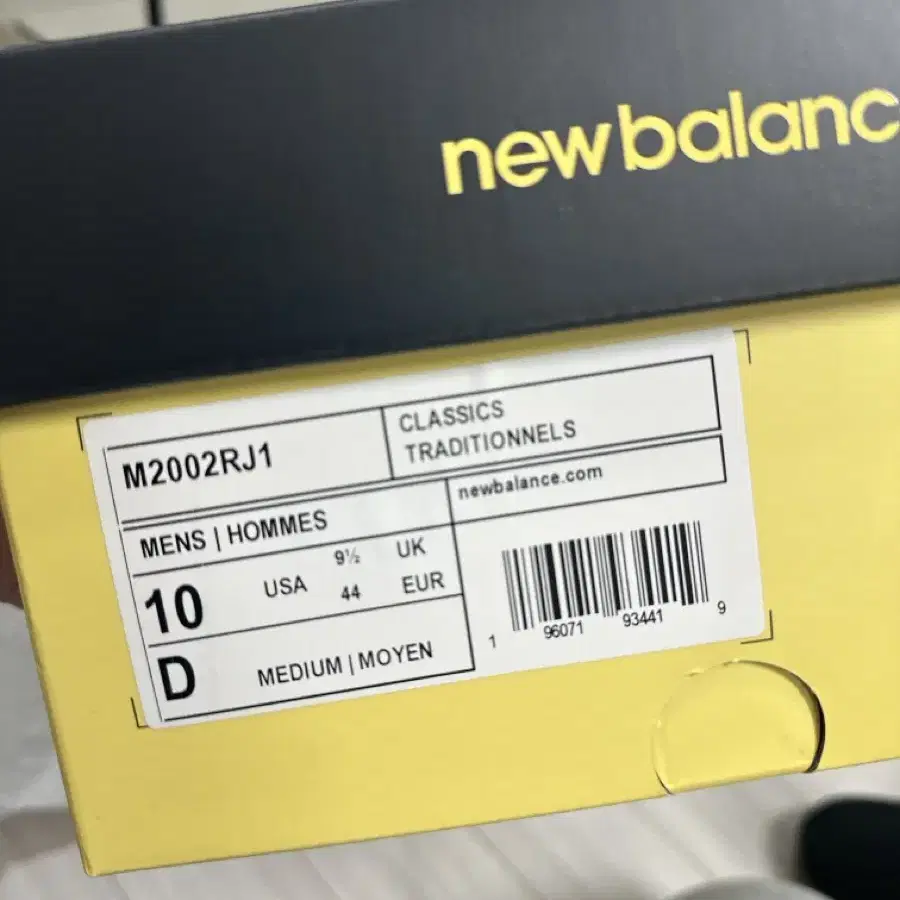 newbalanc
M2002RJ1
CLASSICS
TRADITIONNELS
newbalance.com
MENS | HOMMES
10 USA 9½ UK
44 EUR
D MEDIUM | MOYEN
1 96071 93441 9